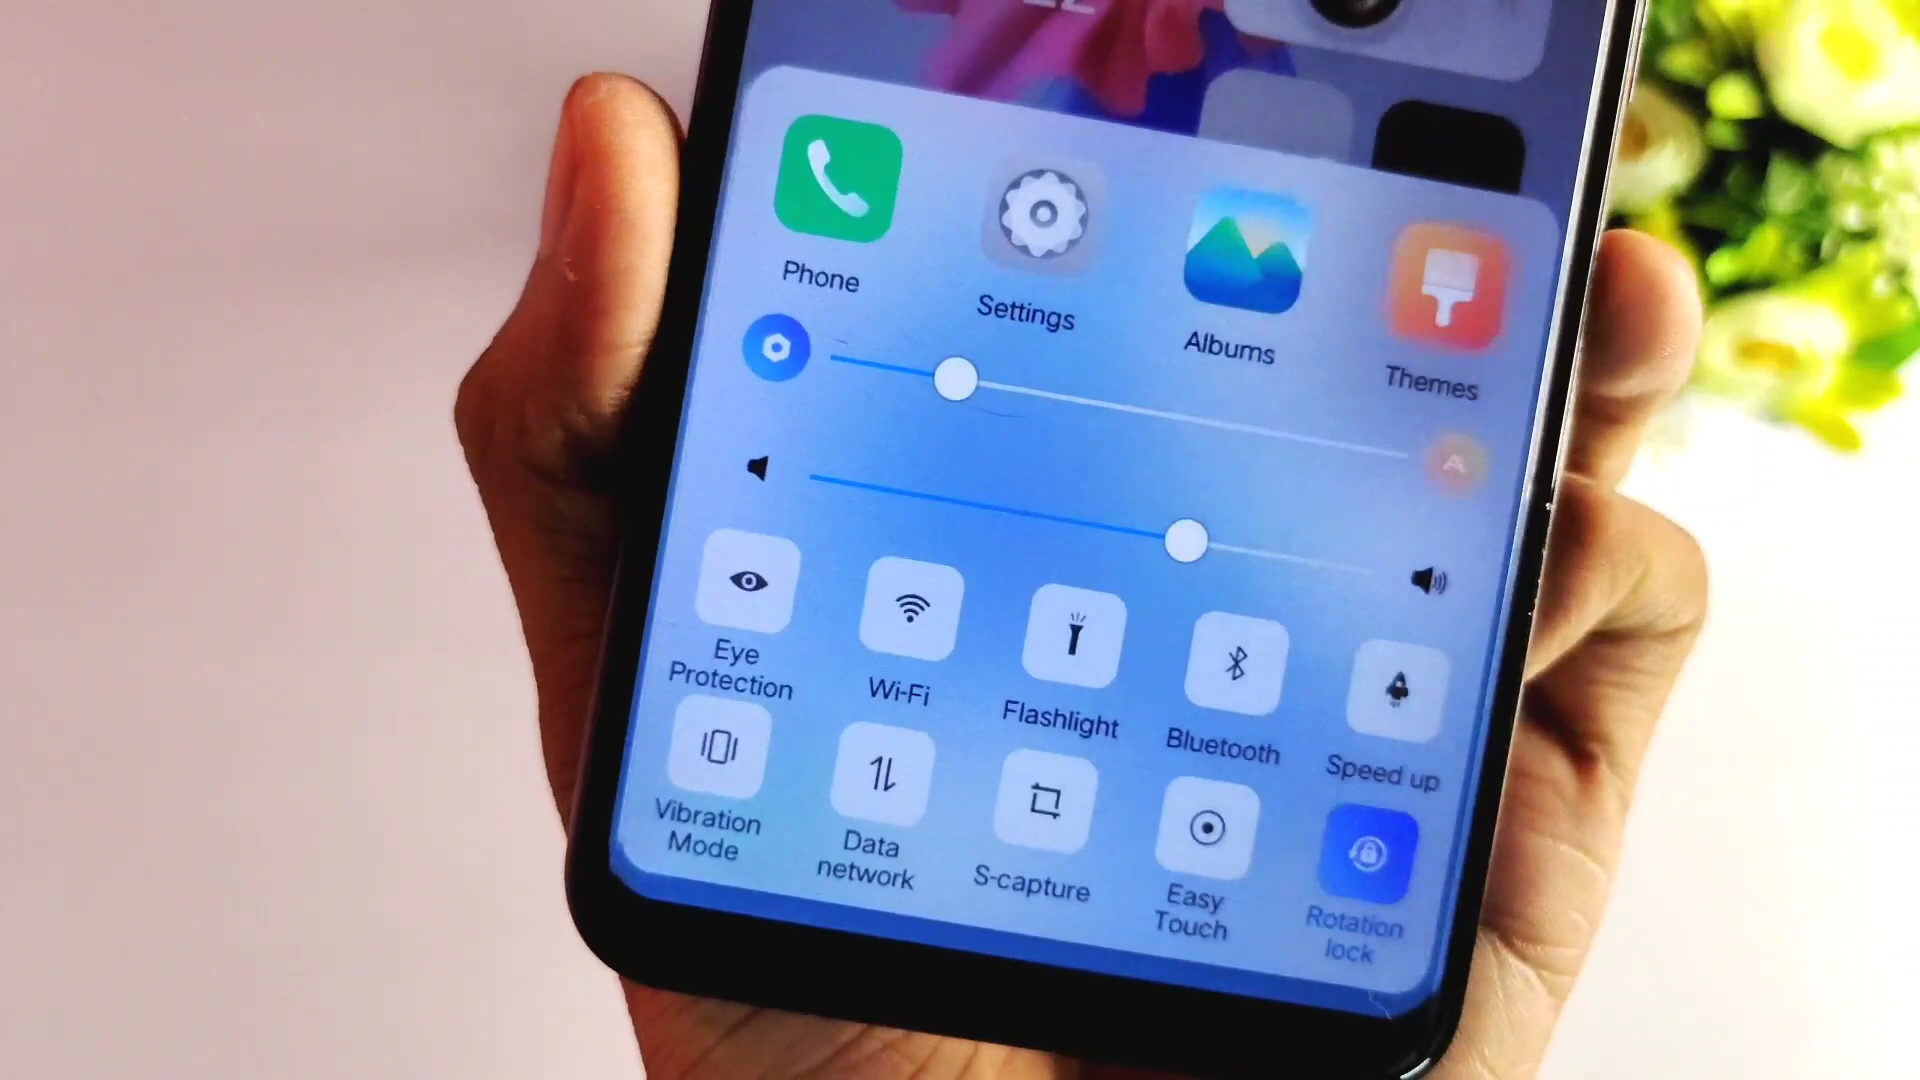 Phone
Settings
Albums
Themes
A
Eye
Protection
Wi-Fi
Flashlight
Bluetooth
Speed up
Vibration
Mode
Data
network
S-capture
Easy
Touch
Rotation
lock